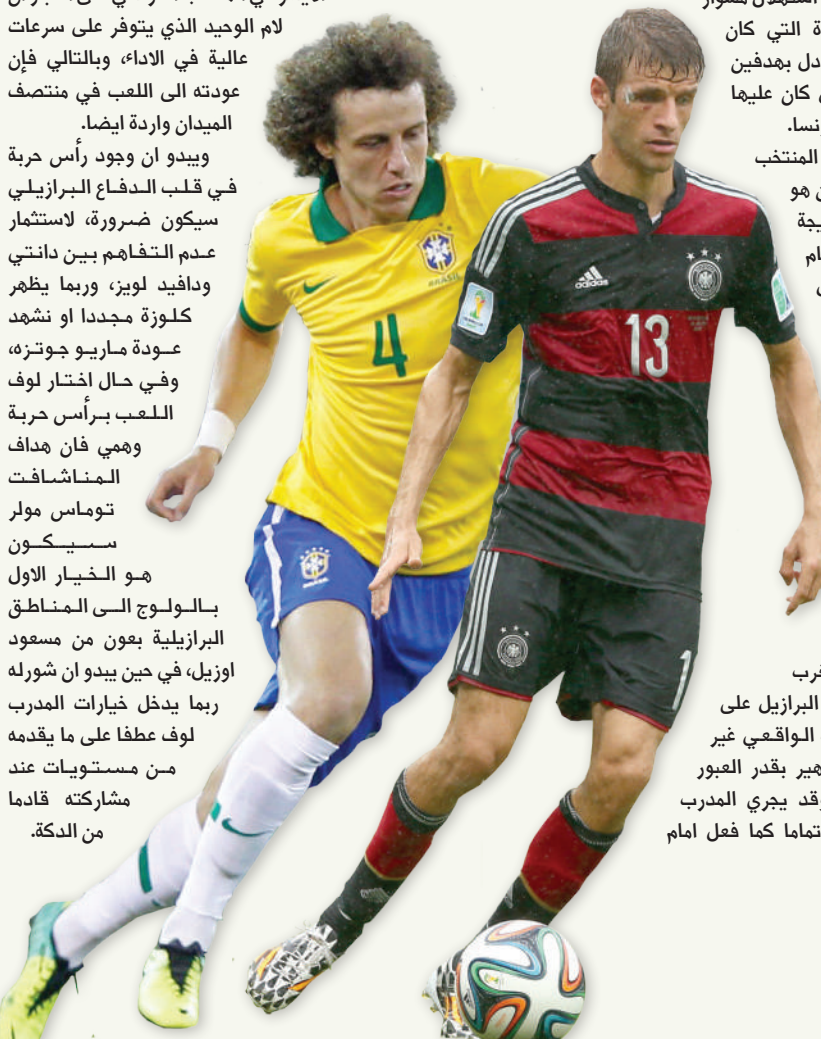 مشوار
التي كان
بهدفين
كان عليها
المنتخب
هو
البرازيل على
الواقعي غير
بقدر العبور
وقد يجري المدرب
تماما كما فعل امام
لام الوحيد الذي يتوفر على سرعات
عالية في الاداء، وبالتالي فإن
عودته الى اللعب في منتصف
الميدان واردة ايضا.
ويبدو ان وجود رأس حربة
في قلب الدفاع البرازيلي
سيكون ضرورة، لاستثمار
عدم التفاهم بين دانتي
ودافيد لويز، وربما يظهر
كلوزة مجددا او نشهد
عودة ماريو جوتزه،
وفي حال اختار لوف
اللعب برأس حربة
وهمي فان هداف
المناشافت
توماس مولر
سيكون
هو الخيار الاول
بالولوج الى المناطق
البرازيلية بعون من مسعود
اوزيل، في حين يبدو ان شورله
ربما يدخل خيارات المدرب
لوف عطفا على ما يقدمه
من مستويات عند
مشاركته قادما
من الدكة.
BRASIL
4
adidas
13
1